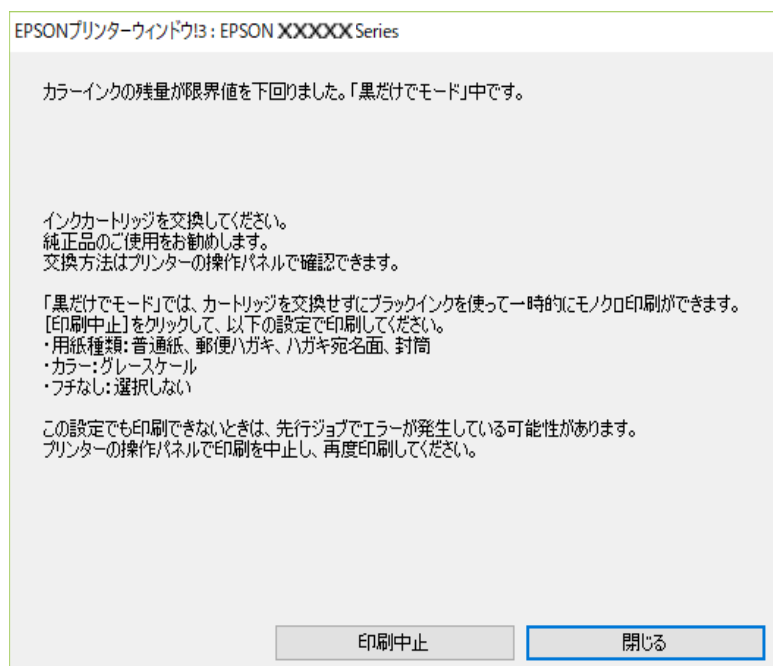 EPSONプリンターウィンドウ!3 : EPSON XXXXX Series
カラーインクの残量が限界値を下回りました。「黒だけでモード」中です。
インクカートリッジを交換してください。
純正品のご使用をお勧めします。
交換方法はプリンターの操作パネルで確認できます。
「黒だけでモード」では、カートリッジを交換せずにブラックインクを使って一時的にモノクロ印刷ができます。
[印刷中止]をクリックして、以下の設定で印刷してください。
・用紙種類：普通紙、郵便ハガキ、ハガキ宛名面、封筒
・カラー：グレースケール
・フチなし：選択しない
この設定でも印刷できないときは、先行ジョブでエラーが発生している可能性があります。
プリンターの操作パネルで印刷を中止し、再度印刷してください。
印刷中止
閉じる